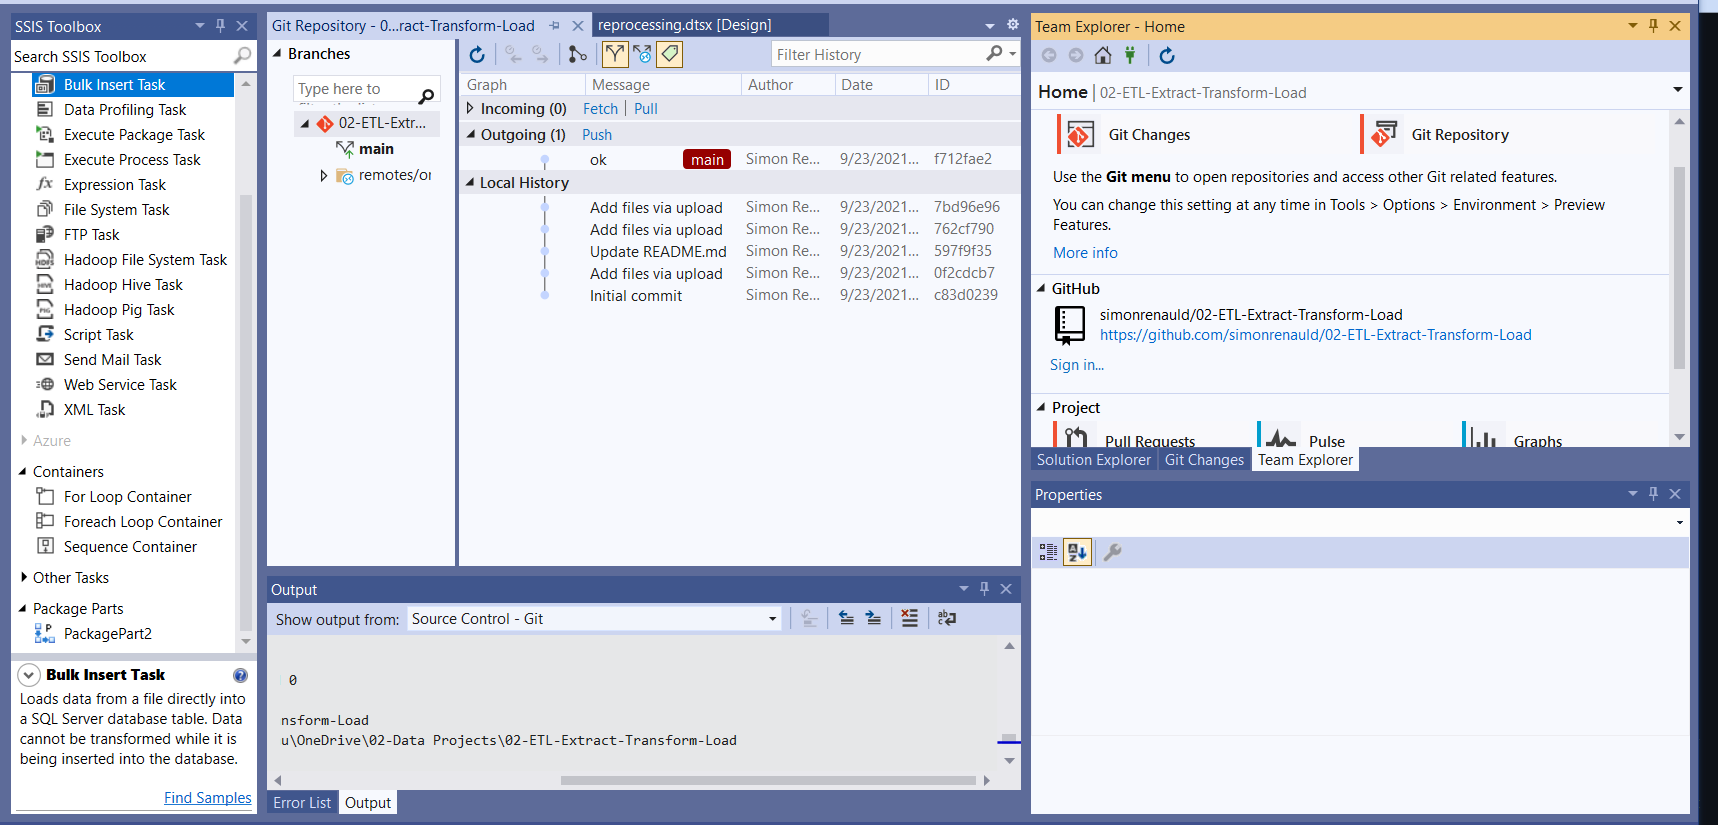 SSIS Toolbox
Search SSIS Toolbox
Bulk Insert Task
Data Profiling Task
Execute Package Task
Execute Process Task
fx Expression Task
File System Task
FTP Task
Hadoop File System Task
Hadoop Hive Task
Hadoop Pig Task
Script Task
Send Mail Task
Web Service Task
XML Task
Azure
Containers
For Loop Container
Foreach Loop Container
Sequence Container
Other Tasks
Package Parts
PackagePart2
Bulk Insert Task
Loads data from a file directly into
a SQL Server database table. Data
cannot be transformed while it is
being inserted into the database.
Find Samples
Git Repository - 0...ract-Transform-Load
reprocessing.dtsx [Design]
Branches
Type here to
02-ETL-Extr...
main
remotes/or
Filter History
Graph Message Author Date ID
Incoming (0) Fetch | Pull
Outgoing (1) Push
ok main Simon Re... 9/23/2021... f712fae2
Local History
Add files via upload Simon Re... 9/23/2021... 7bd96e96
Add files via upload Simon Re... 9/23/2021... 762cf790
Update README.md Simon Re... 9/23/2021... 597f9f35
Add files via upload Simon Re... 9/23/2021... 0f2cdcb7
Initial commit Simon Re... 9/23/2021... c83d0239
Output
Show output from: Source Control - Git
0
nsform-Load
u\OneDrive\02-Data Projects\02-ETL-Extract-Transform-Load
Error List Output
Team Explorer - Home
Home | 02-ETL-Extract-Transform-Load
Git Changes
Git Repository
Use the Git menu to open repositories and access other Git related features.
You can change this setting at any time in Tools > Options > Environment > Preview
Features.
More info
GitHub
simonrenauld/02-ETL-Extract-Transform-Load
https://github.com/simonrenauld/02-ETL-Extract-Transform-Load
Sign in...
Project
Pull Requests Pulse Graphs
Solution Explorer Git Changes Team Explorer
Properties